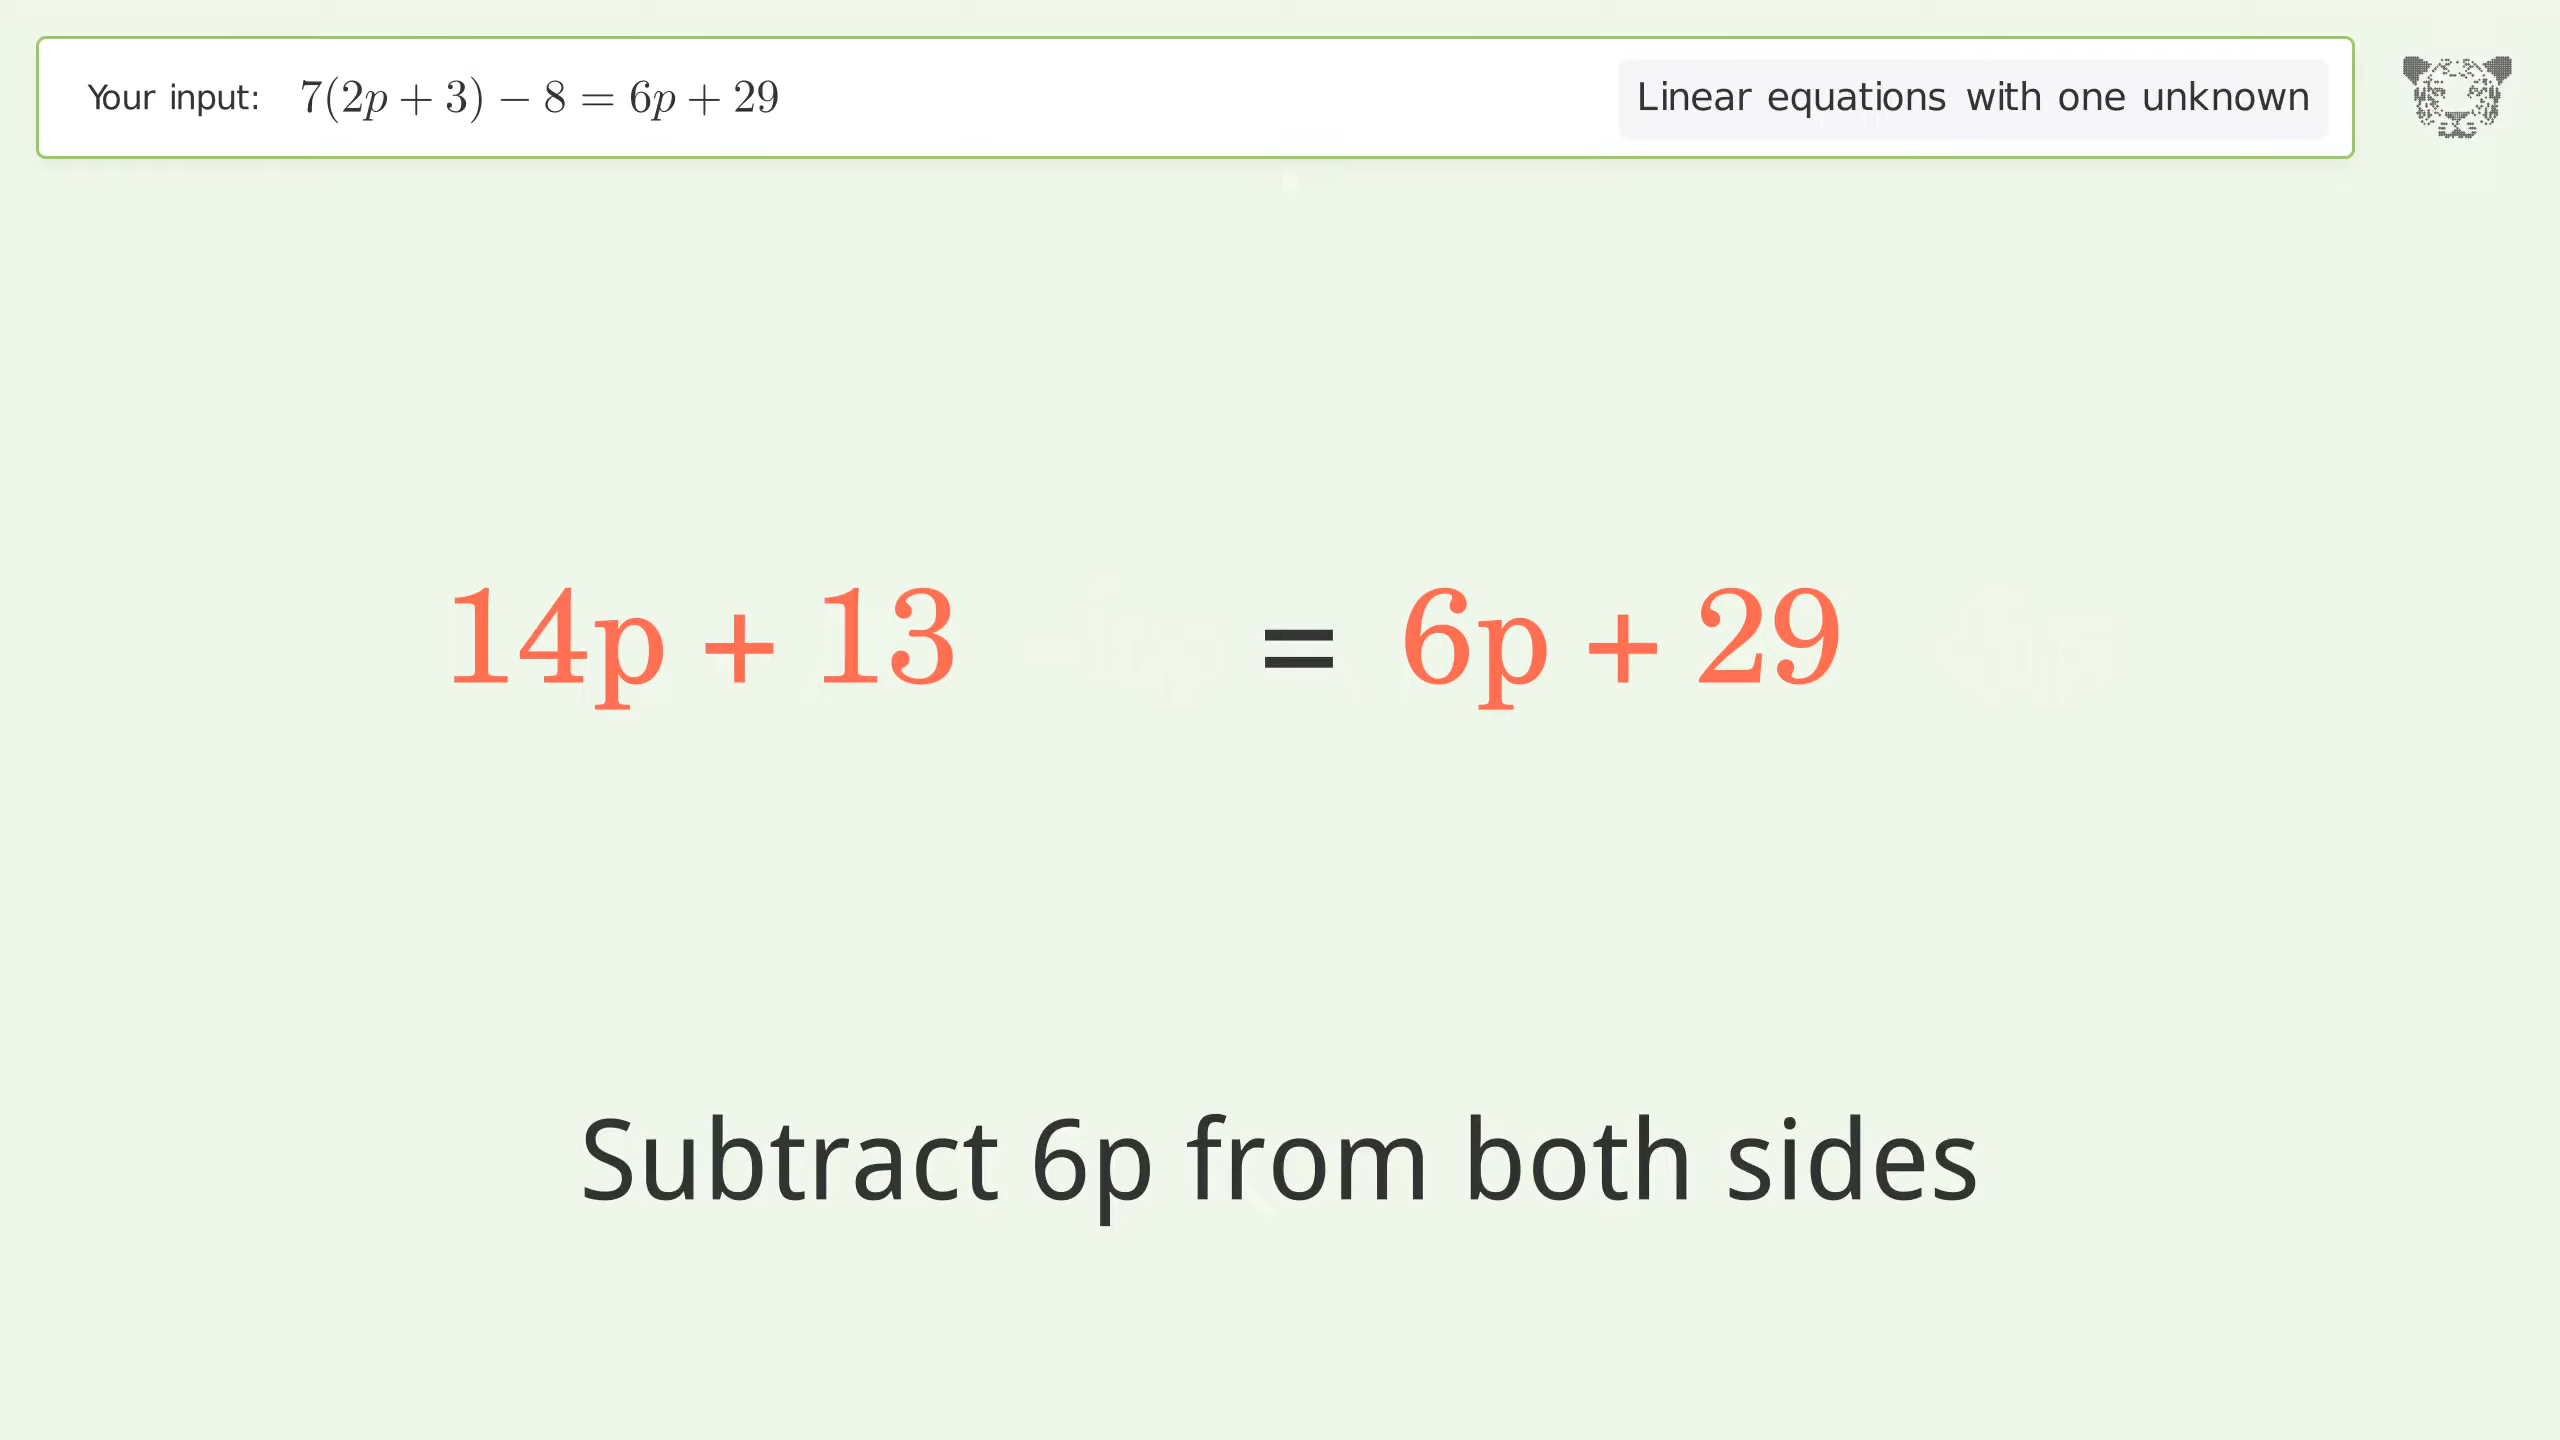 Your input: 7(2p + 3) − 8 = 6p + 29
Linear equations with one unknown
14p + 13 = 6p + 29
Subtract 6p from both sides